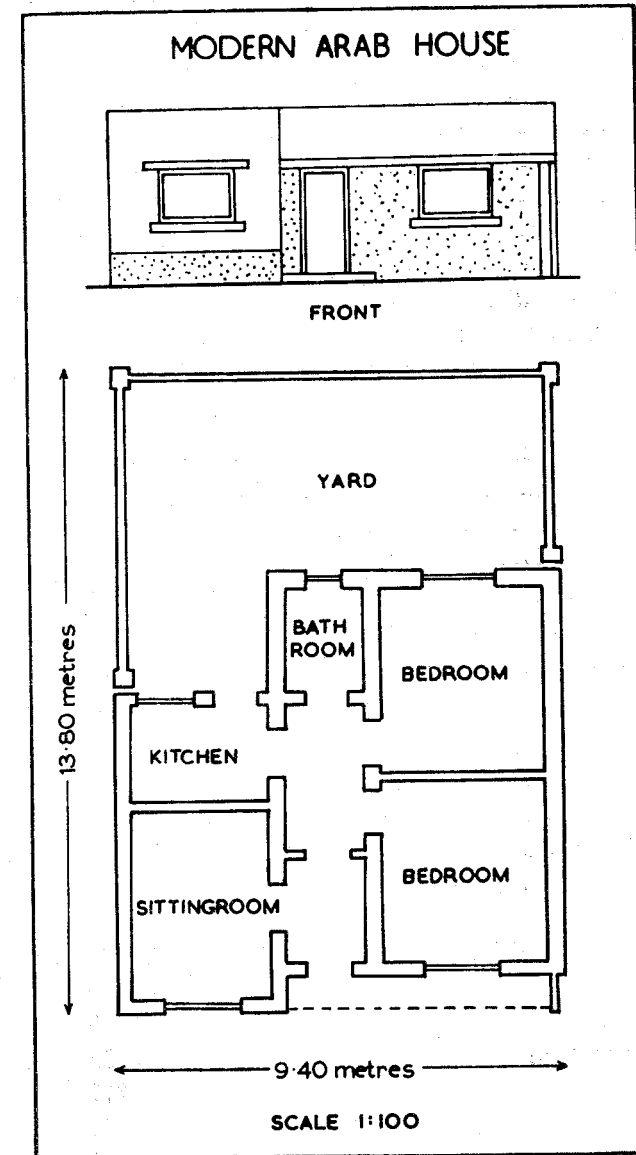 MODERN ARAB HOUSE
FRONT
YARD
BATH
ROOM
BEDROOM
KITCHEN
13·80 metres
BEDROOM
SITTINGROOM
9·40 metres
SCALE 1:100